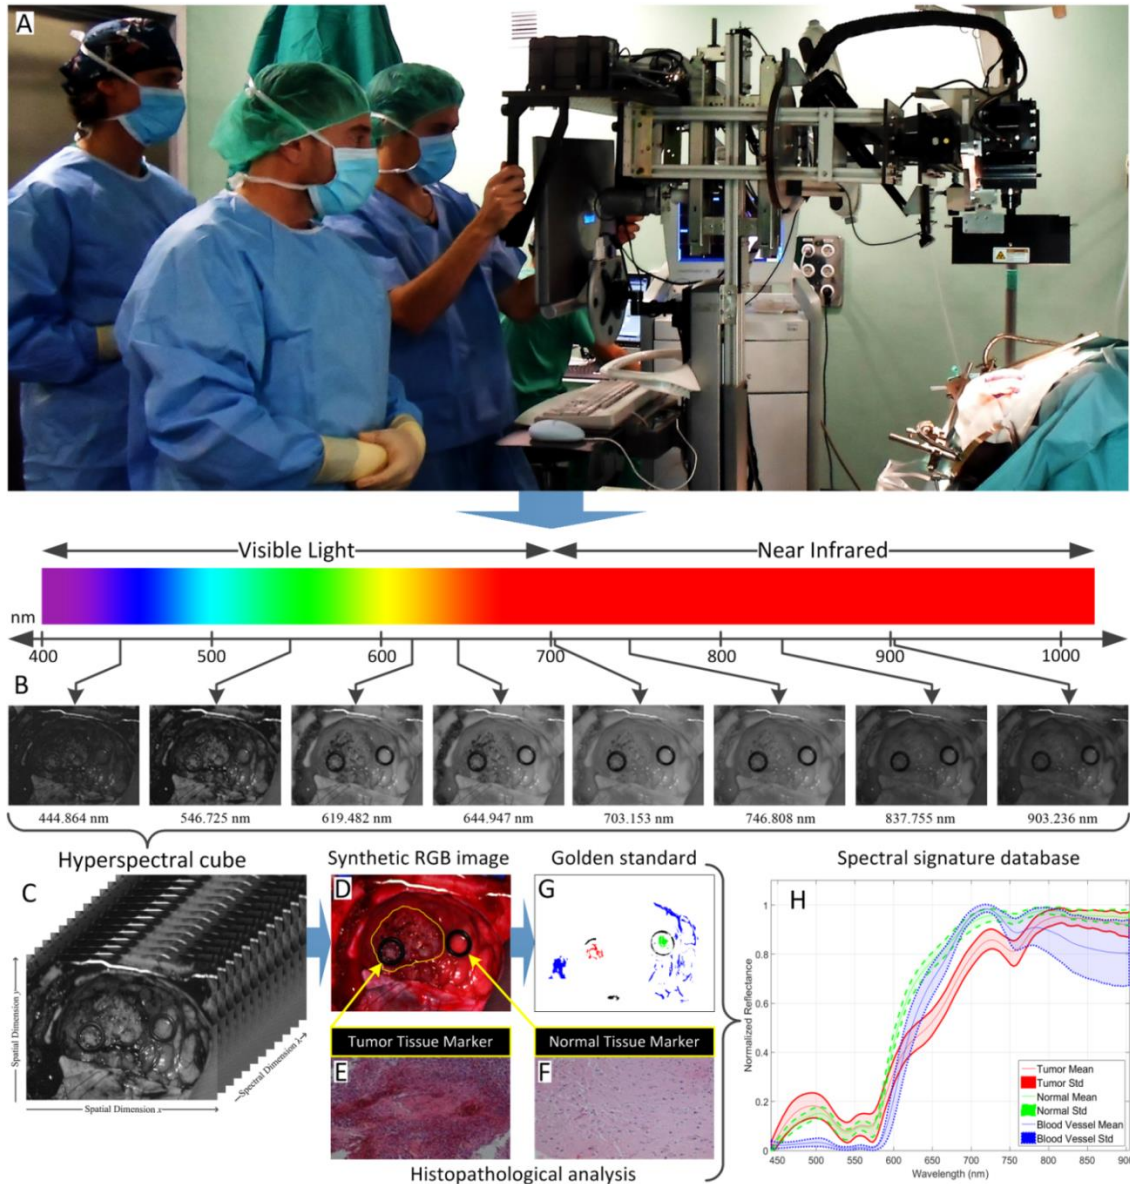 A
Visible Light
Near Infrared
nm
400 500 600 700 800 900 1000
B
444.864 nm 546.725 nm 619.482 nm 644.947 nm 703.153 nm 746.808 nm 837.755 nm 903.236 nm
Hyperspectral cube
Synthetic RGB image
Golden standard
Spectral signature database
C
Spatial Dimension y
Spatial Dimension x
Spectral Dimension λ
D
G
Tumor Tissue Marker
Normal Tissue Marker
E
F
Histopathological analysis
H
Normalized Reflectance
1
0.8
0.6
0.4
0.2
0
Tumor Mean
Tumor Std
Normal Mean
Normal Std
Blood Vessel Mean
Blood Vessel Std
450 500 550 600 650 700 750 800 850 900
Wavelength (nm)